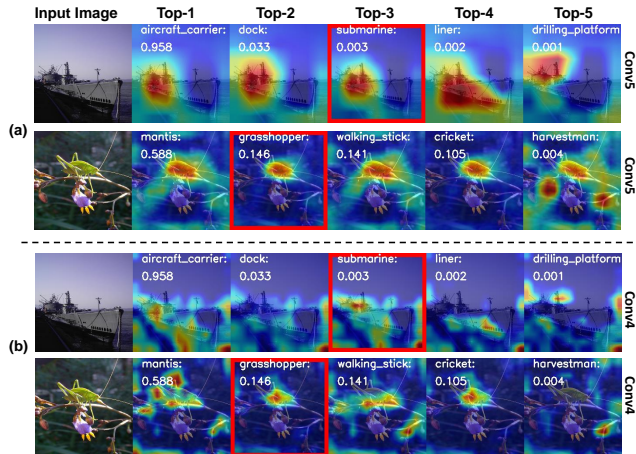 Input Image Top-1 Top-2 Top-3 Top-4 Top-5
aircraft_carrier: dock: submarine: liner: drilling_platform
0.958 0.033 0.003 0.002 0.001
Conv5
(a)
mantis: grasshopper: walking_stick: cricket: harvestman:
0.588 0.146 0.141 0.105 0.004
Conv5
aircraft_carrier: dock: submarine: liner: drilling_platform
0.958 0.033 0.003 0.002 0.001
Conv4
(b)
mantis: grasshopper: walking_stick: cricket: harvestman:
0.588 0.146 0.141 0.105 0.004
Conv4